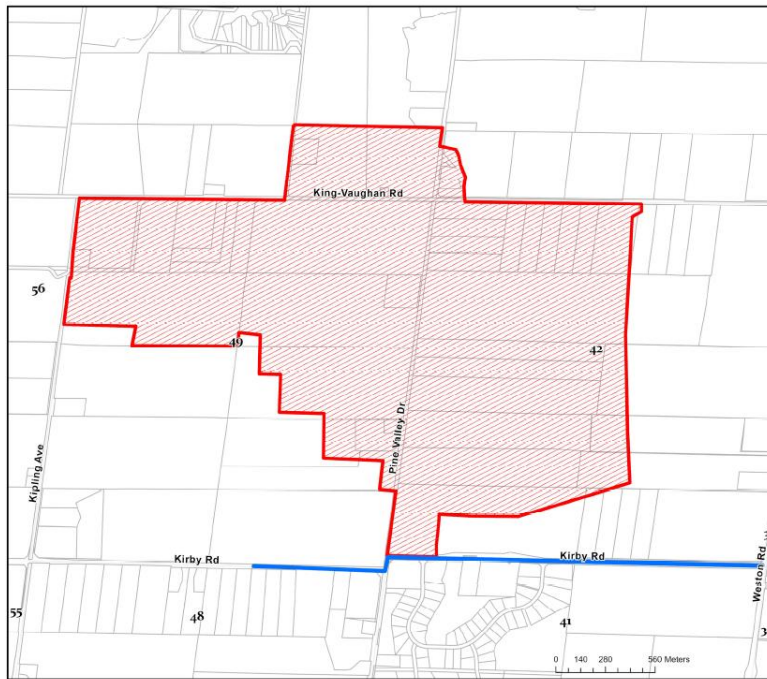 King-Vaughan Rd
56
49
42
Pine Valley Dr
Kipling Ave
Kirby Rd
Kirby Rd
Weston Rd
55
48
41
0 140 280 560 Meters